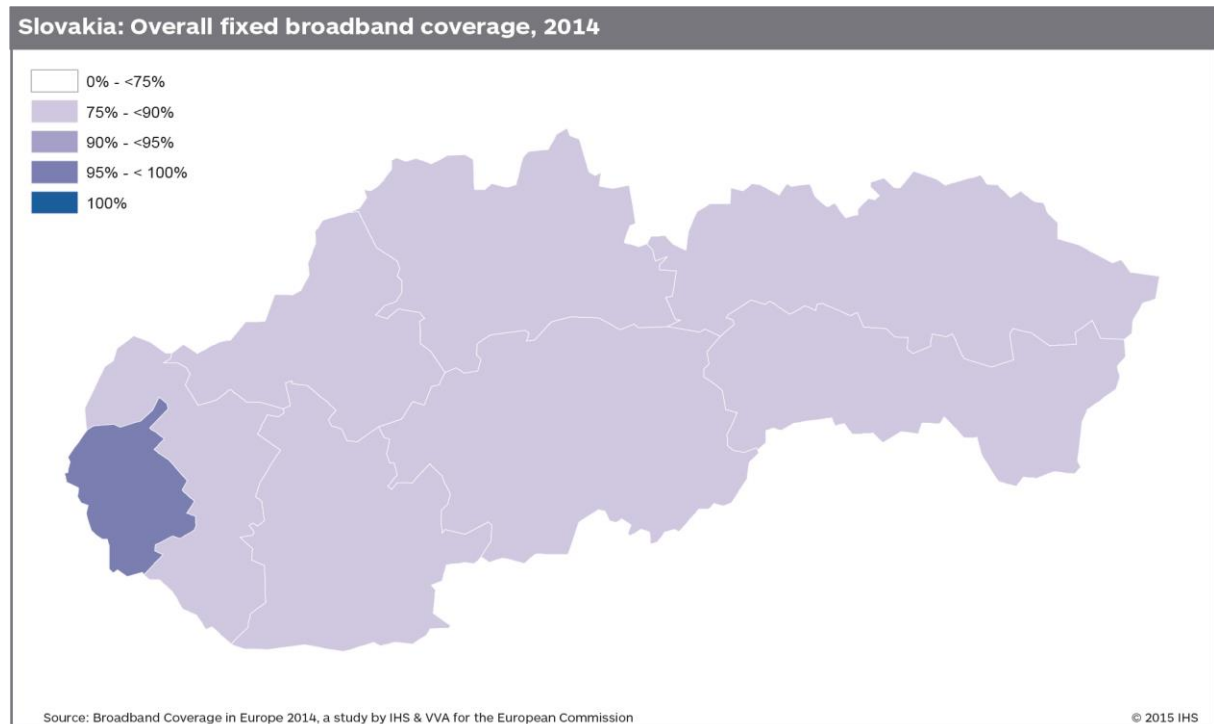 Slovakia: Overall fixed broadband coverage, 2014
0% - <75%
75% - <90%
90% - <95%
95% - < 100%
100%
Source: Broadband Coverage in Europe 2014, a study by IHS & VVA for the European Commission
© 2015 IHS